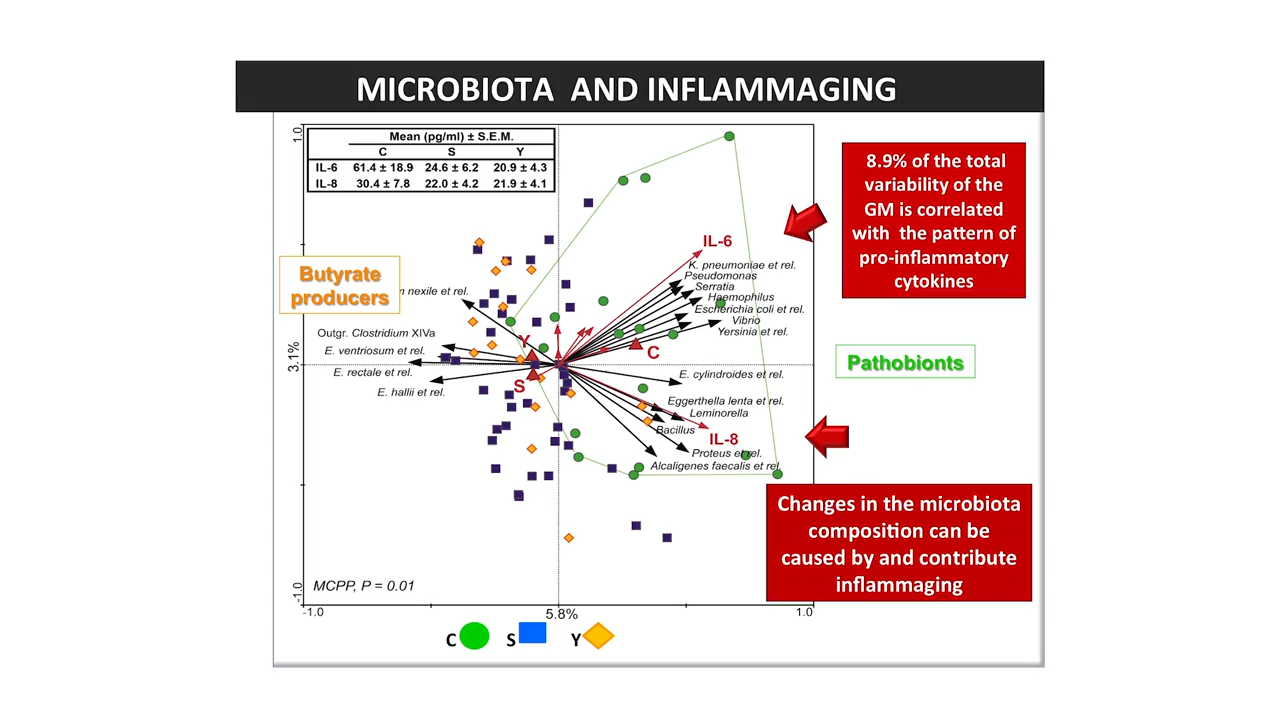 MICROBIOTA AND INFLAMMAGING
1.0
Mean (pg/ml) ± S.E.M.
C S Y
IL-6 61.4 ± 18.9 24.6 ± 6.2 20.9 ± 4.3
IL-8 30.4 ± 7.8 22.0 ± 4.2 21.9 ± 4.1
8.9% of the total
variability of the
GM is correlated
with the pattern of
pro-inflammatory
cytokines
IL-6
K. pneumoniae et rel.
Pseudomonas
Serratia
Haemophilus
Escherichia coli et rel.
Vibrio
Yersinia et rel.
Butyrate
producers
nexile et rel.
Outgr. Clostridium XIVa
E. ventriosum et rel.
E. rectale et rel.
E. hallii et rel.
Y
C
S
3.1%
Pathobionts
E. cylindroides et rel.
Eggerthella lenta et rel.
Leminorella
Bacillus
IL-8
Proteus et rel.
Alcaligenes faecalis et rel
Changes in the microbiota
composition can be
caused by and contribute
inflammaging
MCPP, P = 0.01
-1.0
-1.0
5.8%
1.0
C S Y